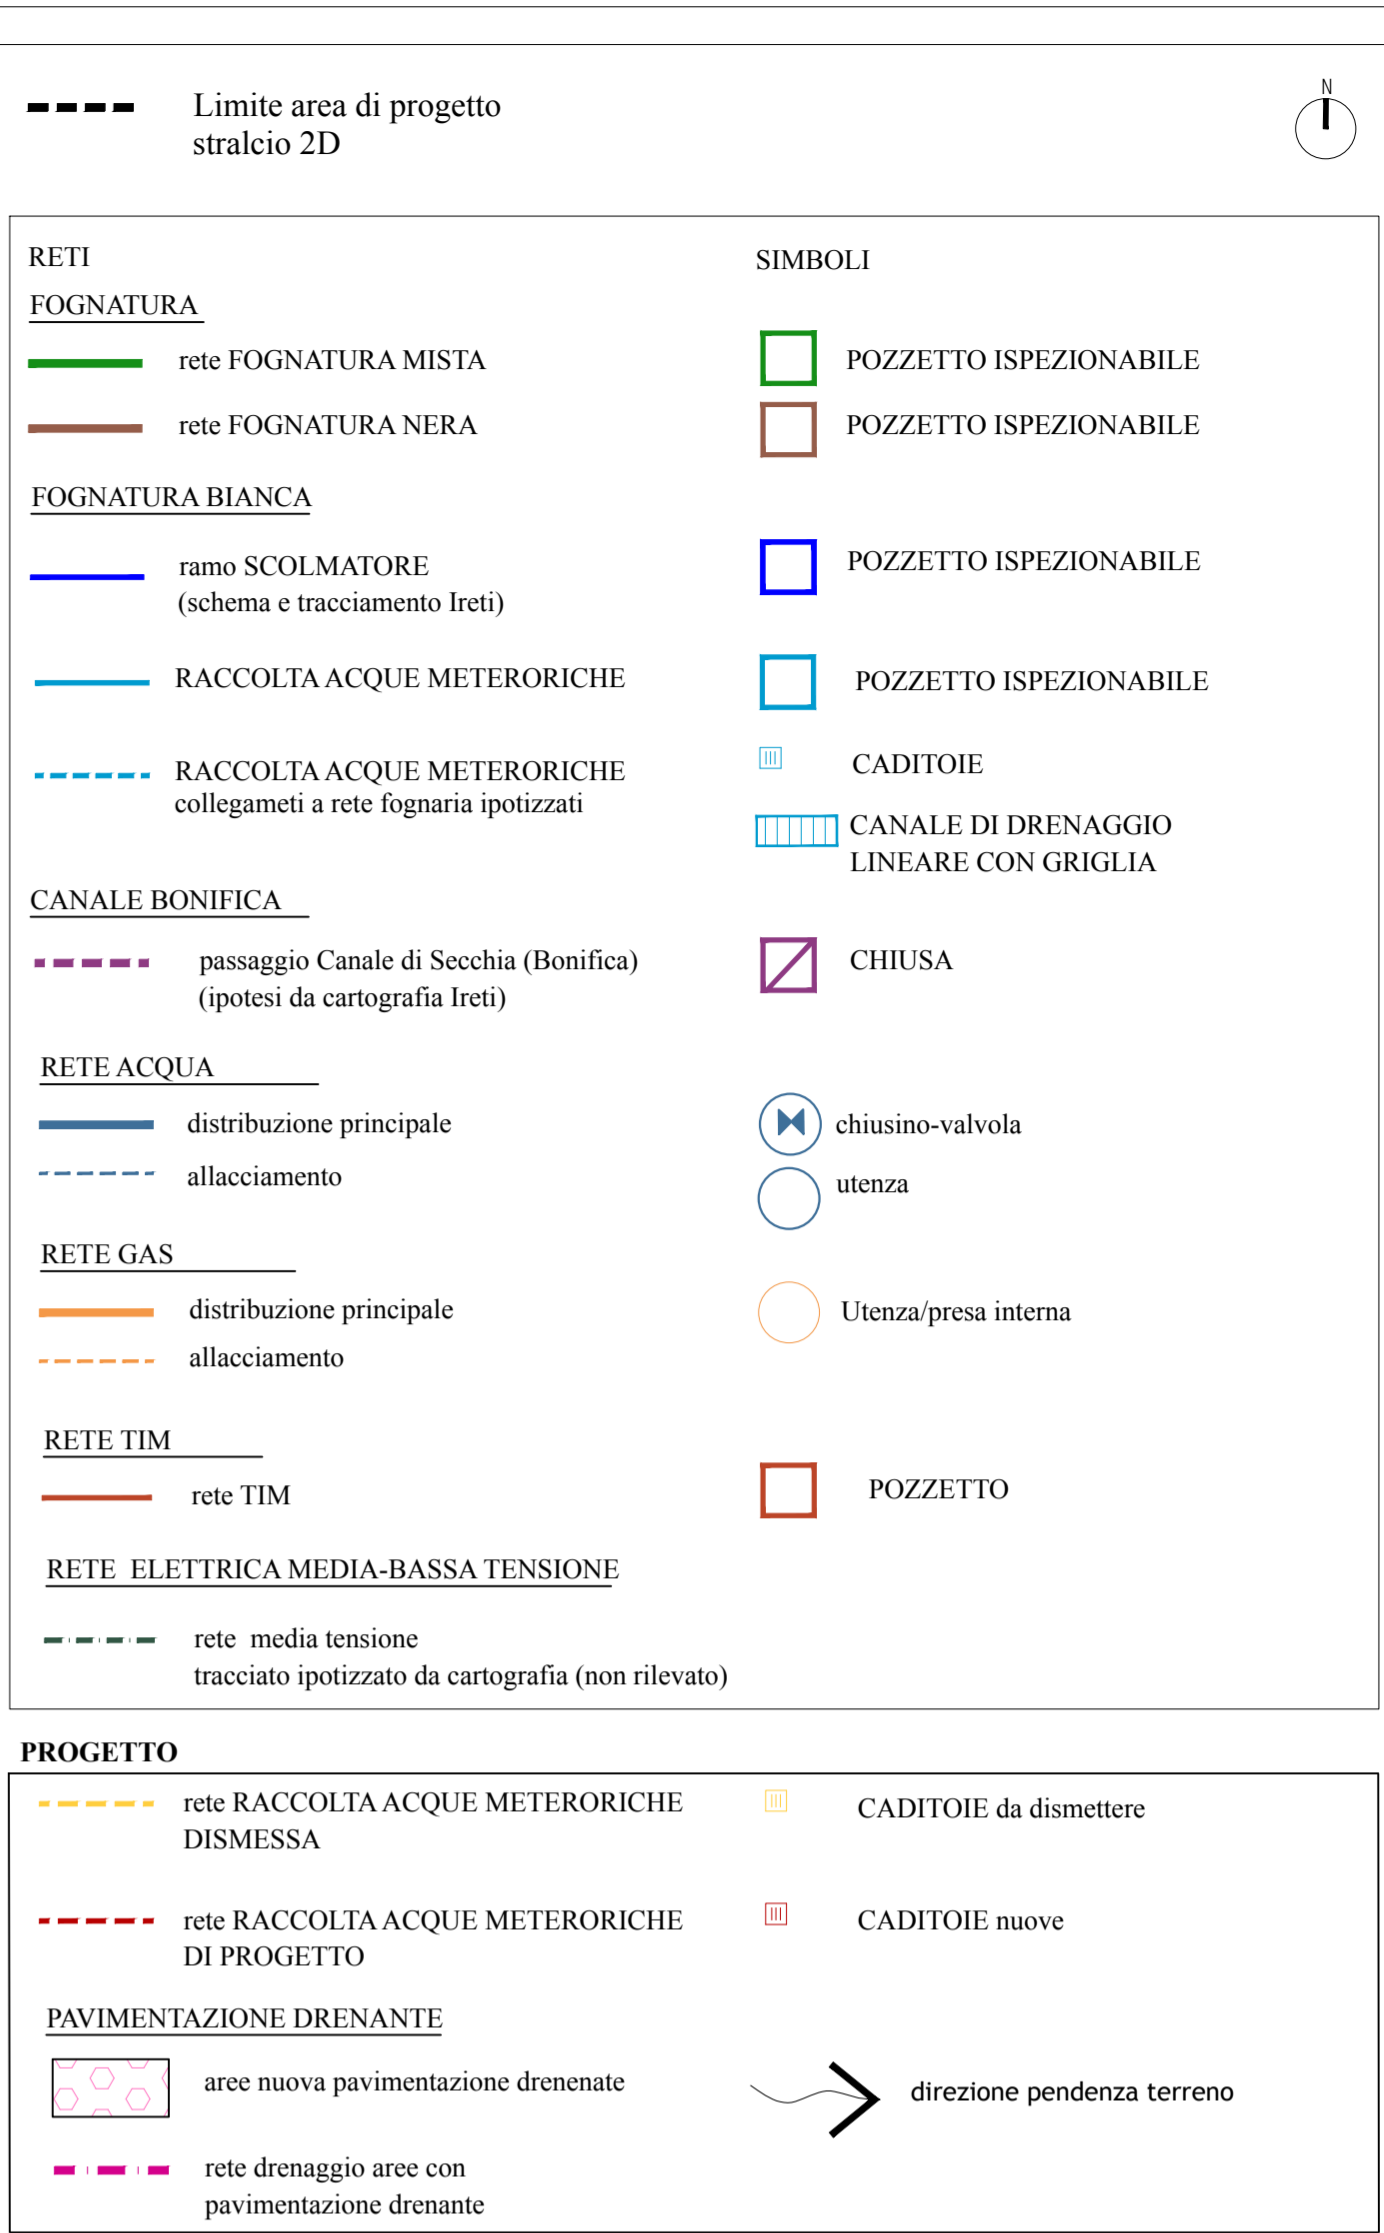 Limite area di progetto
stralcio 2D
N
RETI
FOGNATURA
rete FOGNATURA MISTA
rete FOGNATURA NERA
FOGNATURA BIANCA
ramo SCOLMATORE
(schema e tracciamento Ireti)
RACCOLTA ACQUE METERORICHE
RACCOLTA ACQUE METERORICHE
collegameti a rete fognaria ipotizzati
CANALE BONIFICA
passaggio Canale di Secchia (Bonifica)
(ipotesi da cartografia Ireti)
RETE ACQUA
distribuzione principale
allacciamento
RETE GAS
distribuzione principale
allacciamento
RETE TIM
rete TIM
RETE ELETTRICA MEDIA-BASSA TENSIONE
rete media tensione
tracciato ipotizzato da cartografia (non rilevato)
SIMBOLI
POZZETTO ISPEZIONABILE
POZZETTO ISPEZIONABILE
POZZETTO ISPEZIONABILE
POZZETTO ISPEZIONABILE
CADITOIE
CANALE DI DRENAGGIO
LINEARE CON GRIGLIA
CHIUSA
chiusino-valvola
utenza
Utenza/presa interna
POZZETTO
PROGETTO
rete RACCOLTA ACQUE METERORICHE
DISMESSA
CADITOIE da dismettere
rete RACCOLTA ACQUE METERORICHE
DI PROGETTO
CADITOIE nuove
PAVIMENTAZIONE DRENANTE
aree nuova pavimentazione drenenate
direzione pendenza terreno
rete drenaggio aree con
pavimentazione drenante